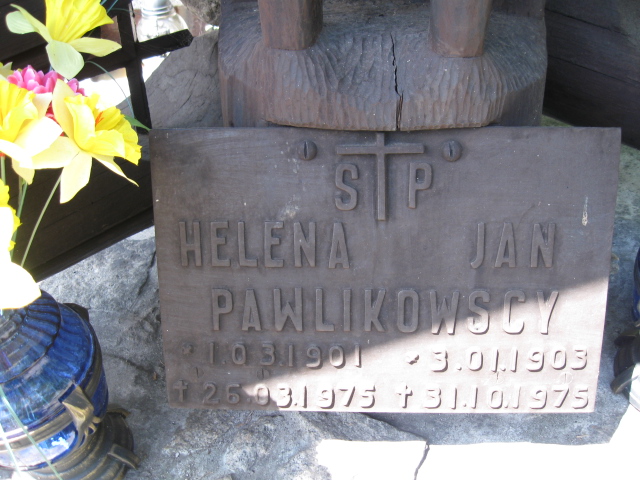 S P
HELENA JAN
PAWLIKOWSCY
* 1.03.1901 * 3.01.1903
† 26.03.1975 † 31.10.1975